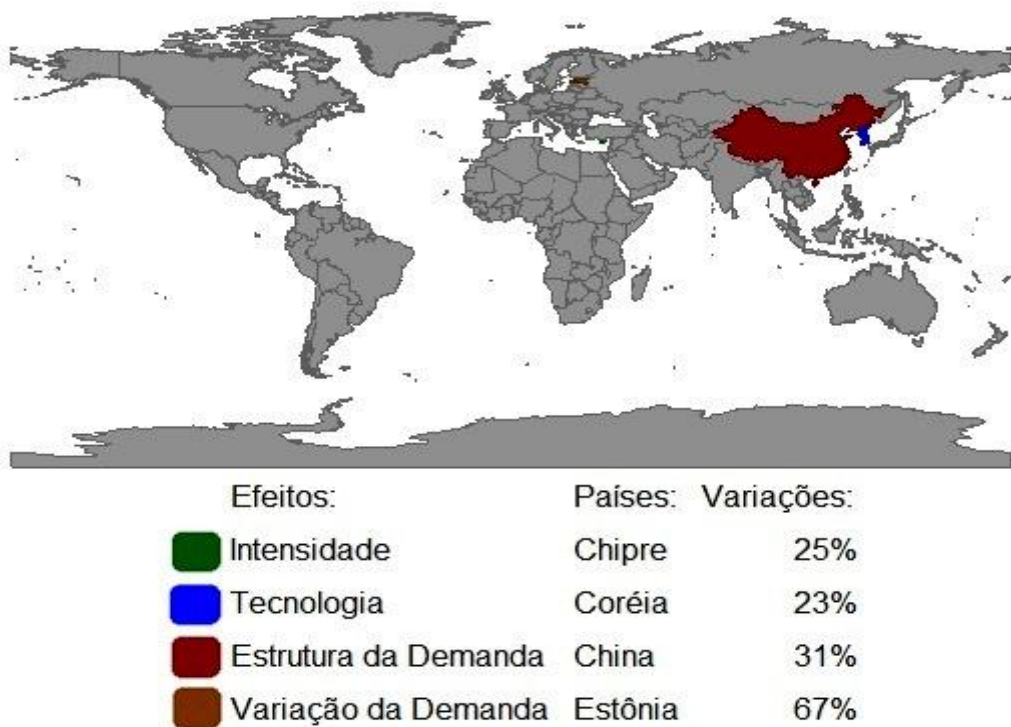 Efeitos: Países: Variações:
Intensidade Chipre 25%
Tecnologia Coréia 23%
Estrutura da Demanda China 31%
Variação da Demanda Estônia 67%